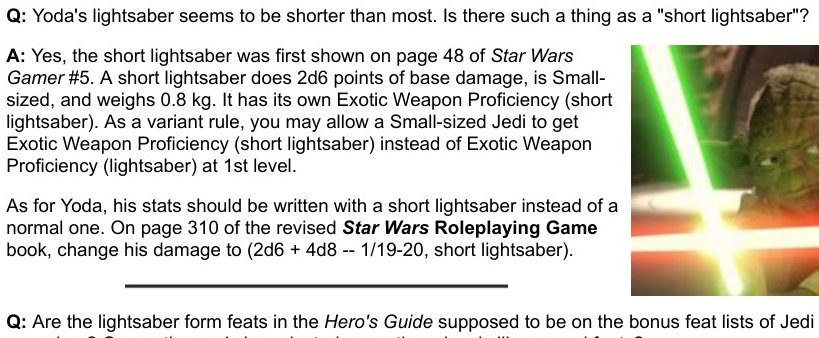 Q: Yoda's lightsaber seems to be shorter than most. Is there such a thing as a "short lightsaber"?
A: Yes, the short lightsaber was first shown on page 48 of Star Wars
Gamer #5. A short lightsaber does 2d6 points of base damage, is Small-
sized, and weighs 0.8 kg. It has its own Exotic Weapon Proficiency (short
lightsaber). As a variant rule, you may allow a Small-sized Jedi to get
Exotic Weapon Proficiency (short lightsaber) instead of Exotic Weapon
Proficiency (lightsaber) at 1st level.
As for Yoda, his stats should be written with a short lightsaber instead of a
normal one. On page 310 of the revised Star Wars Roleplaying Game
book, change his damage to (2d6 + 4d8 -- 1/19-20, short lightsaber).
Q: Are the lightsaber form feats in the Hero's Guide supposed to be on the bonus feat lists of Jedi